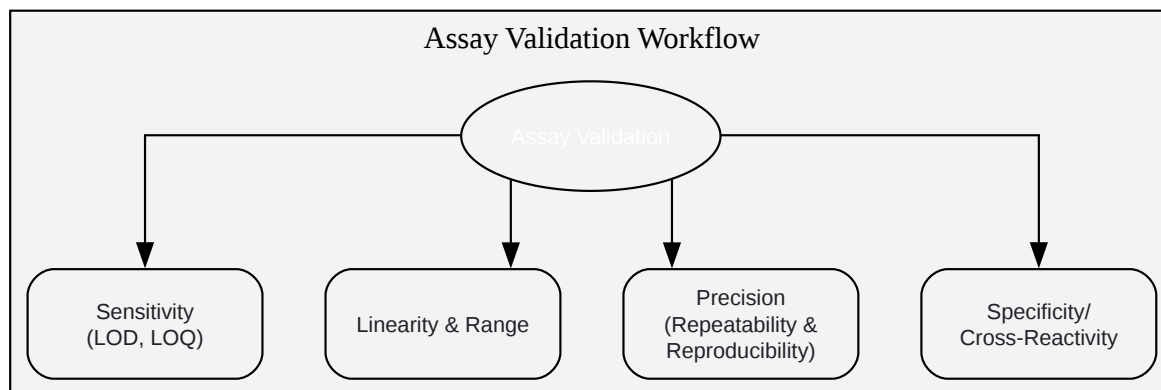 Assay Validation Workflow
Assay Validation
Sensitivity
(LOD, LOQ)
Linearity & Range
Precision
(Repeatability &
Reproducibility)
Specificity/
Cross-Reactivity